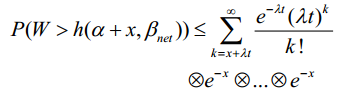 P(W > h(α + x, β_net)) ≤ ∑_{k=x+λt}^{∞} e^{-λt}(λt)^k / k!
⊗e^{-x} ⊗...⊗ e^{-x}